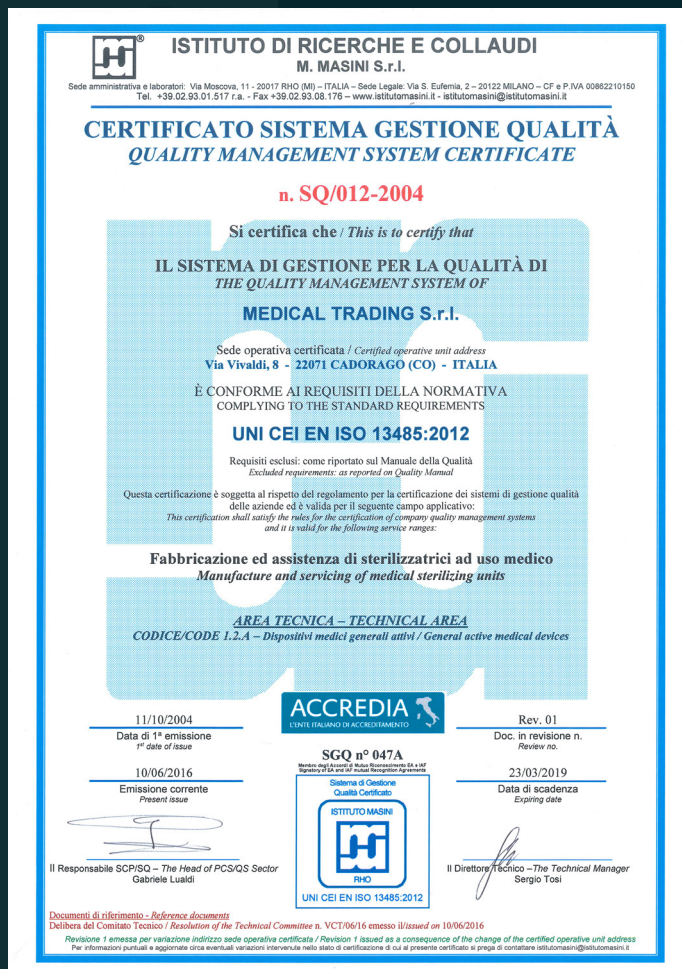 ®
ISTITUTO DI RICERCHE E COLLAUDI
M. MASINI S.r.l.
Sede amministrativa e laboratori: Via Moscova, 11 - 20017 RHO (MI) – ITALIA – Sede Legale: Via S. Eufemia, 2 – 20122 MILANO – CF e P.IVA 00862210150
Tel. +39.02.93.01.517 r.a. - Fax +39.02.93.08.176 – www.istitutomasini.it - istitutomasini@istitutomasini.it
CERTIFICATO SISTEMA GESTIONE QUALITÀ
QUALITY MANAGEMENT SYSTEM CERTIFICATE
n. SQ/012-2004
Si certifica che / This is to certify that
IL SISTEMA DI GESTIONE PER LA QUALITÀ DI
THE QUALITY MANAGEMENT SYSTEM OF
MEDICAL TRADING S.r.l.
Sede operativa certificata / Certified operative unit address
Via Vivaldi, 8 - 22071 CADORAGO (CO) - ITALIA
È CONFORME AI REQUISITI DELLA NORMATIVA
COMPLYING TO THE STANDARD REQUIREMENTS
UNI CEI EN ISO 13485:2012
Requisiti esclusi: come riportato sul Manuale della Qualità
Excluded requirements: as reported on Quality Manual
Questa certificazione è soggetta al rispetto del regolamento per la certificazione dei sistemi di gestione qualità
delle aziende ed è valida per il seguente campo applicativo:
This certification shall satisfy the rules for the certification of company quality management systems
and it is valid for the following service ranges:
Fabbricazione ed assistenza di sterilizzatrici ad uso medico
Manufacture and servicing of medical sterilizing units
AREA TECNICA – TECHNICAL AREA
CODICE/CODE 1.2.A – Dispositivi medici generali attivi / General active medical devices
11/10/2004
Data di 1ª emissione
1st date of issue
10/06/2016
Emissione corrente
Present issue
Il Responsabile SCP/SQ – The Head of PCS/QS Sector
Gabriele Lualdi
ACCREDIA
L'ENTE ITALIANO DI ACCREDITAMENTO
SGQ n° 047A
Membro degli Accordi di Mutuo Riconoscimento EA e IAF
Signatory of EA and IAF mutual Recognition Agreements
Sistema di Gestione
Qualità Certificato
ISTITUTO MASINI
RHO
UNI CEI EN ISO 13485:2012
Rev. 01
Doc. in revisione n.
Review no.
23/03/2019
Data di scadenza
Expiring date
Il Direttore Tecnico –The Technical Manager
Sergio Tosi
Documenti di riferimento - Reference documents
Delibera del Comitato Tecnico / Resolution of the Technical Committee n. VCT/06/16 emesso il/issued on 10/06/2016
Revisione 1 emessa per variazione indirizzo sede operativa certificata / Revision 1 issued as a consequence of the change of the certified operative unit address
Per informazioni puntuali e aggiornate circa eventuali variazioni intervenute nello stato di certificazione di cui al presente certificato si prega di contattare istitutomasini@istitutomasini.it